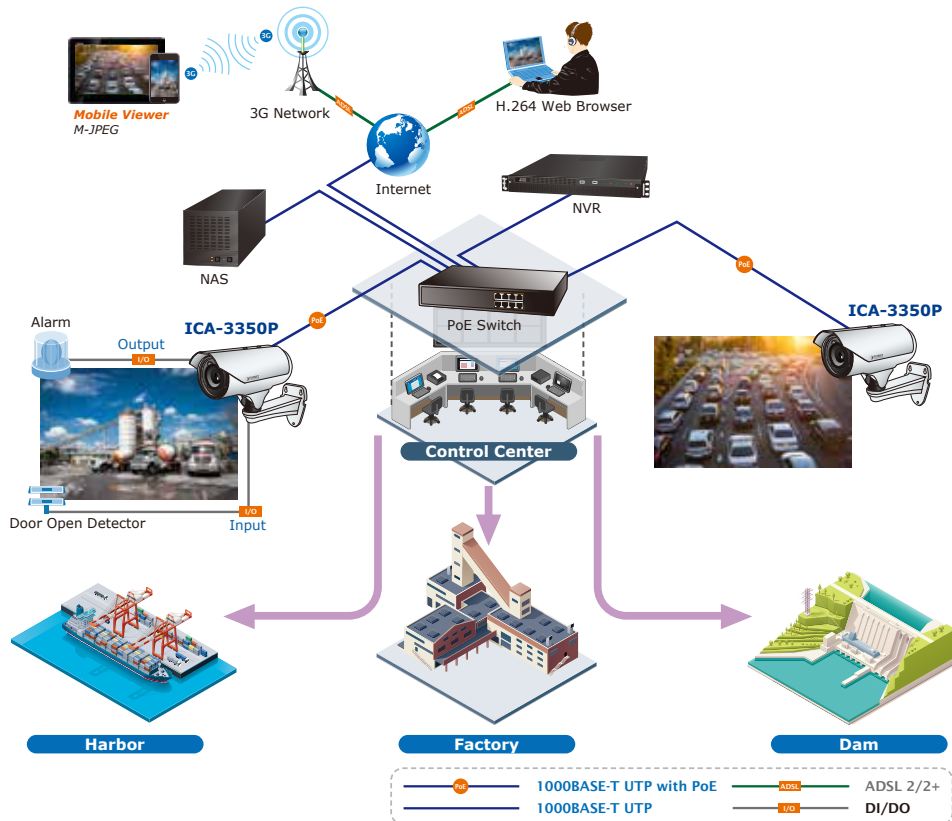 3G
3G
Mobile Viewer
M-JPEG
3G Network
ADSL
ADSL
H.264 Web Browser
Internet
NAS
NVR
PoE
PoE
PoE Switch
ICA-3350P
ICA-3350P
Alarm
Output
I/O
Control Center
Door Open Detector
I/O
Input
Harbor
Factory
Dam
PoE 1000BASE-T UTP with PoE
ADSL ADSL 2/2+
1000BASE-T UTP
I/O DI/DO